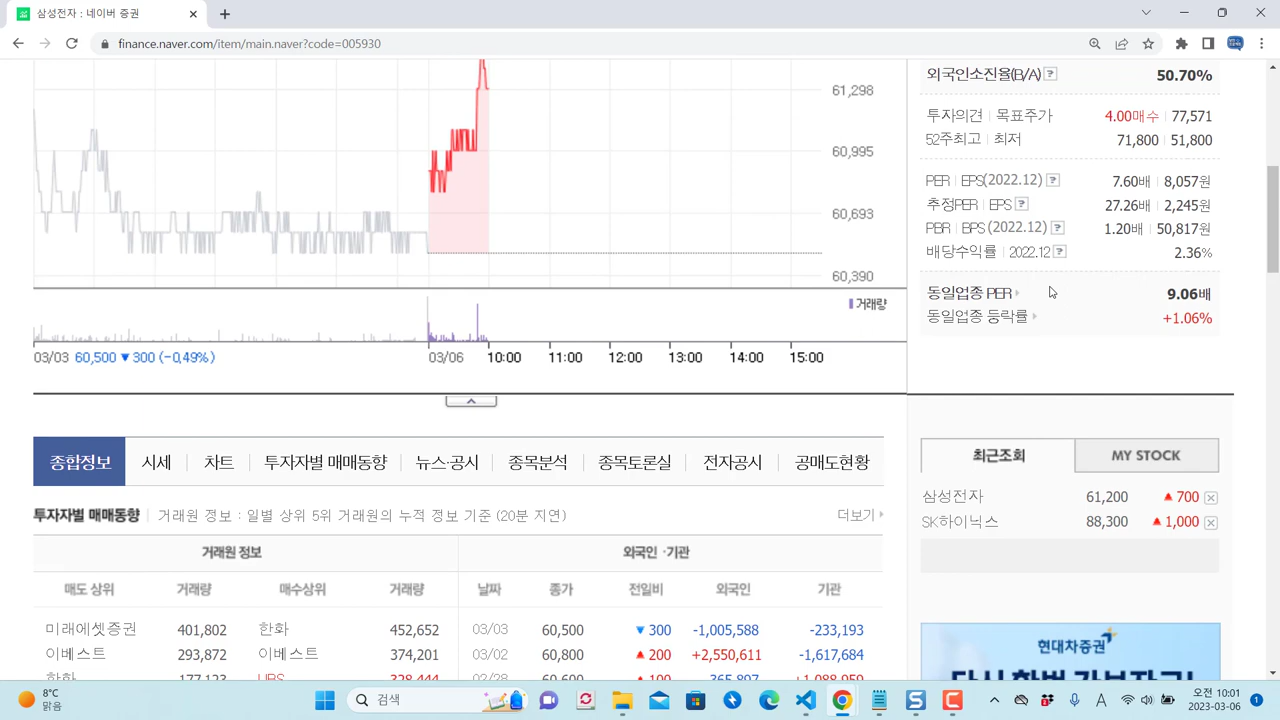 삼성전자 : 네이버 증권
finance.naver.com/item/main.naver?code=005930
61,298
60,995
60,693
60,390
거래량
03/03 60,500 ▼ 300 (-0.49%)
03/06 10:00 11:00 12:00 13:00 14:00 15:00
외국인소진율(B/A) ? 50.70%
투자의견 | 목표주가 4.00매수 | 77,571
52주최고 | 최저 71,800 | 51,800
PER | EPS(2022.12) ? 7.60배 | 8,057원
추정PER | EPS ? 27.26배 | 2,245원
PBR | BPS (2022.12) ? 1.20배 | 50,817원
배당수익률 | 2022.12 ? 2.36%
동일업종 PER 9.06배
동일업종 등락률 +1.06%
종합정보 시세 차트 투자자별 매매동향 뉴스·공시 종목분석 종목토론실 전자공시 공매도현황
투자자별 매매동향 | 거래원 정보 : 일별 상위 5위 거래원의 누적 정보 기준 (20분 지연) 더보기
거래원 정보 외국인·기관
매도 상위 거래량 매수상위 거래량 날짜 종가 전일비 외국인 기관
미래에셋증권 401,802 한화 452,652 03/03 60,500 ▼ 300 -1,005,588 -233,193
이베스트 293,872 이베스트 374,201 03/02 60,800 ▲ 200 +2,550,611 -1,617,684
한화 177,123 UBS 328,444 02/28 60,600 ▲ 100 -365,897 +1,088,959
최근조회 MY STOCK
삼성전자 61,200 ▲ 700
SK하이닉스 88,300 ▲ 1,000
현대차증권
8°C
맑음
검색
A
오전 10:01
2023-03-06
1